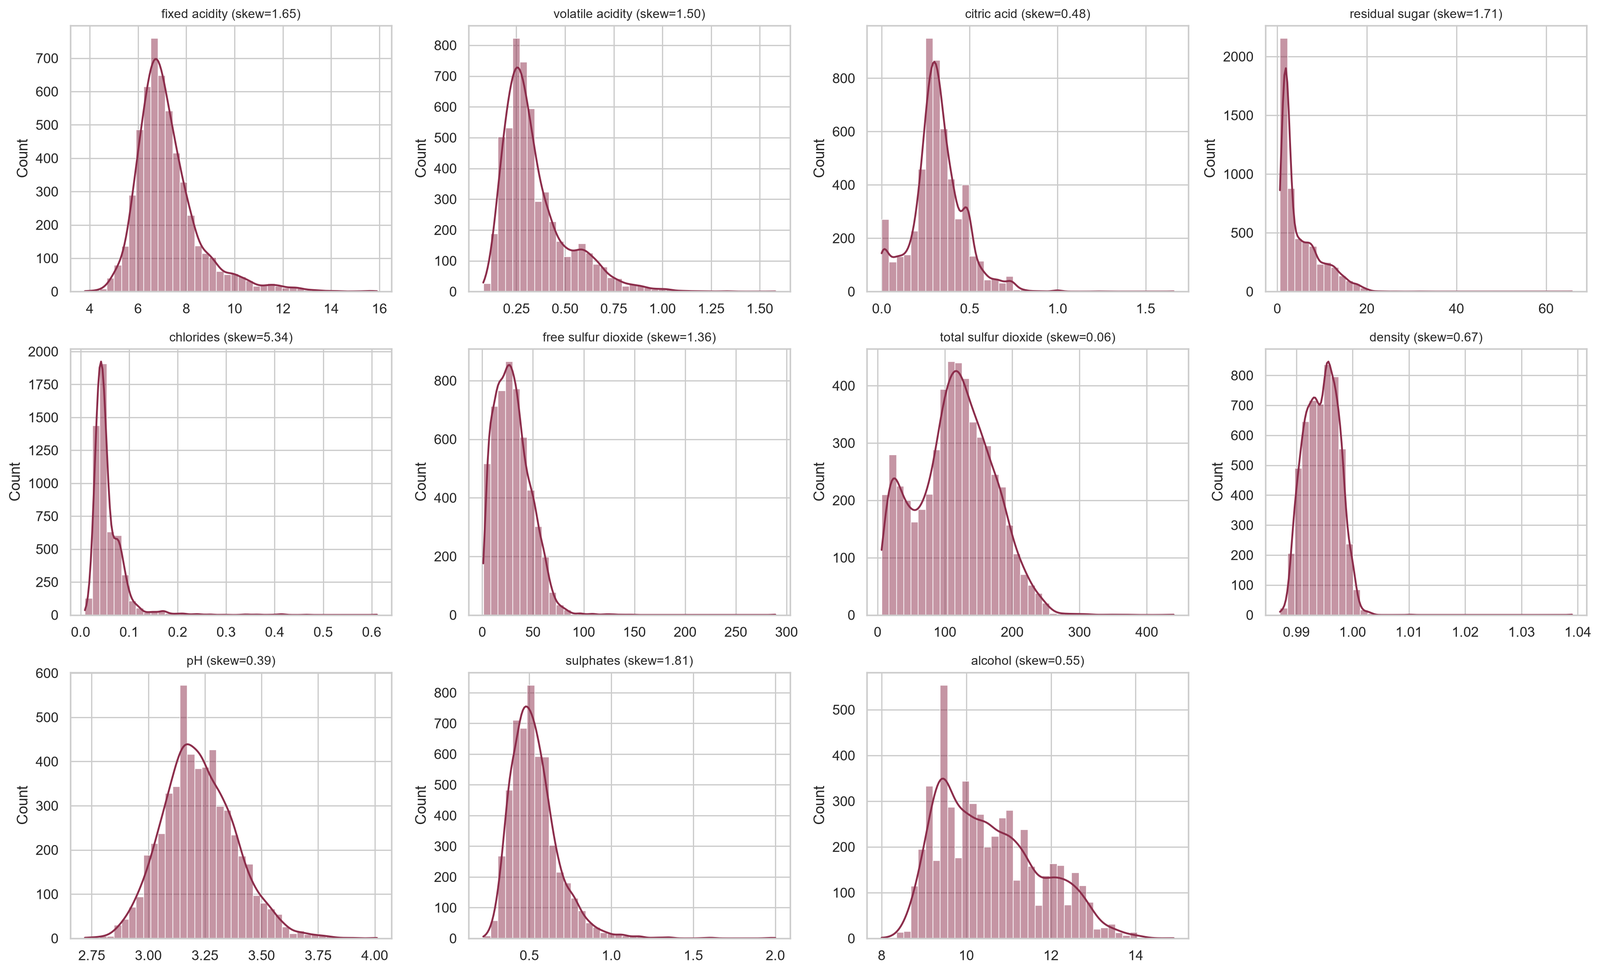 fixed acidity (skew=1.65)
Count
700
600
500
400
300
200
100
0
4 6 8 10 12 14 16
volatile acidity (skew=1.50)
Count
800
700
600
500
400
300
200
100
0
0.25 0.50 0.75 1.00 1.25 1.50
citric acid (skew=0.48)
Count
800
600
400
200
0
0.0 0.5 1.0 1.5
residual sugar (skew=1.71)
Count
2000
1500
1000
500
0
0 20 40 60
chlorides (skew=5.34)
Count
2000
1750
1500
1250
1000
750
500
250
0
0.0 0.1 0.2 0.3 0.4 0.5 0.6
free sulfur dioxide (skew=1.36)
Count
800
600
400
200
0
0 50 100 150 200 250 300
total sulfur dioxide (skew=0.06)
Count
400
300
200
100
0
0 100 200 300 400
density (skew=0.67)
Count
800
700
600
500
400
300
200
100
0
0.99 1.00 1.01 1.02 1.03 1.04
pH (skew=0.39)
Count
600
500
400
300
200
100
0
2.75 3.00 3.25 3.50 3.75 4.00
sulphates (skew=1.81)
Count
800
700
600
500
400
300
200
100
0
0.5 1.0 1.5 2.0
alcohol (skew=0.55)
Count
500
400
300
200
100
0
8 10 12 14